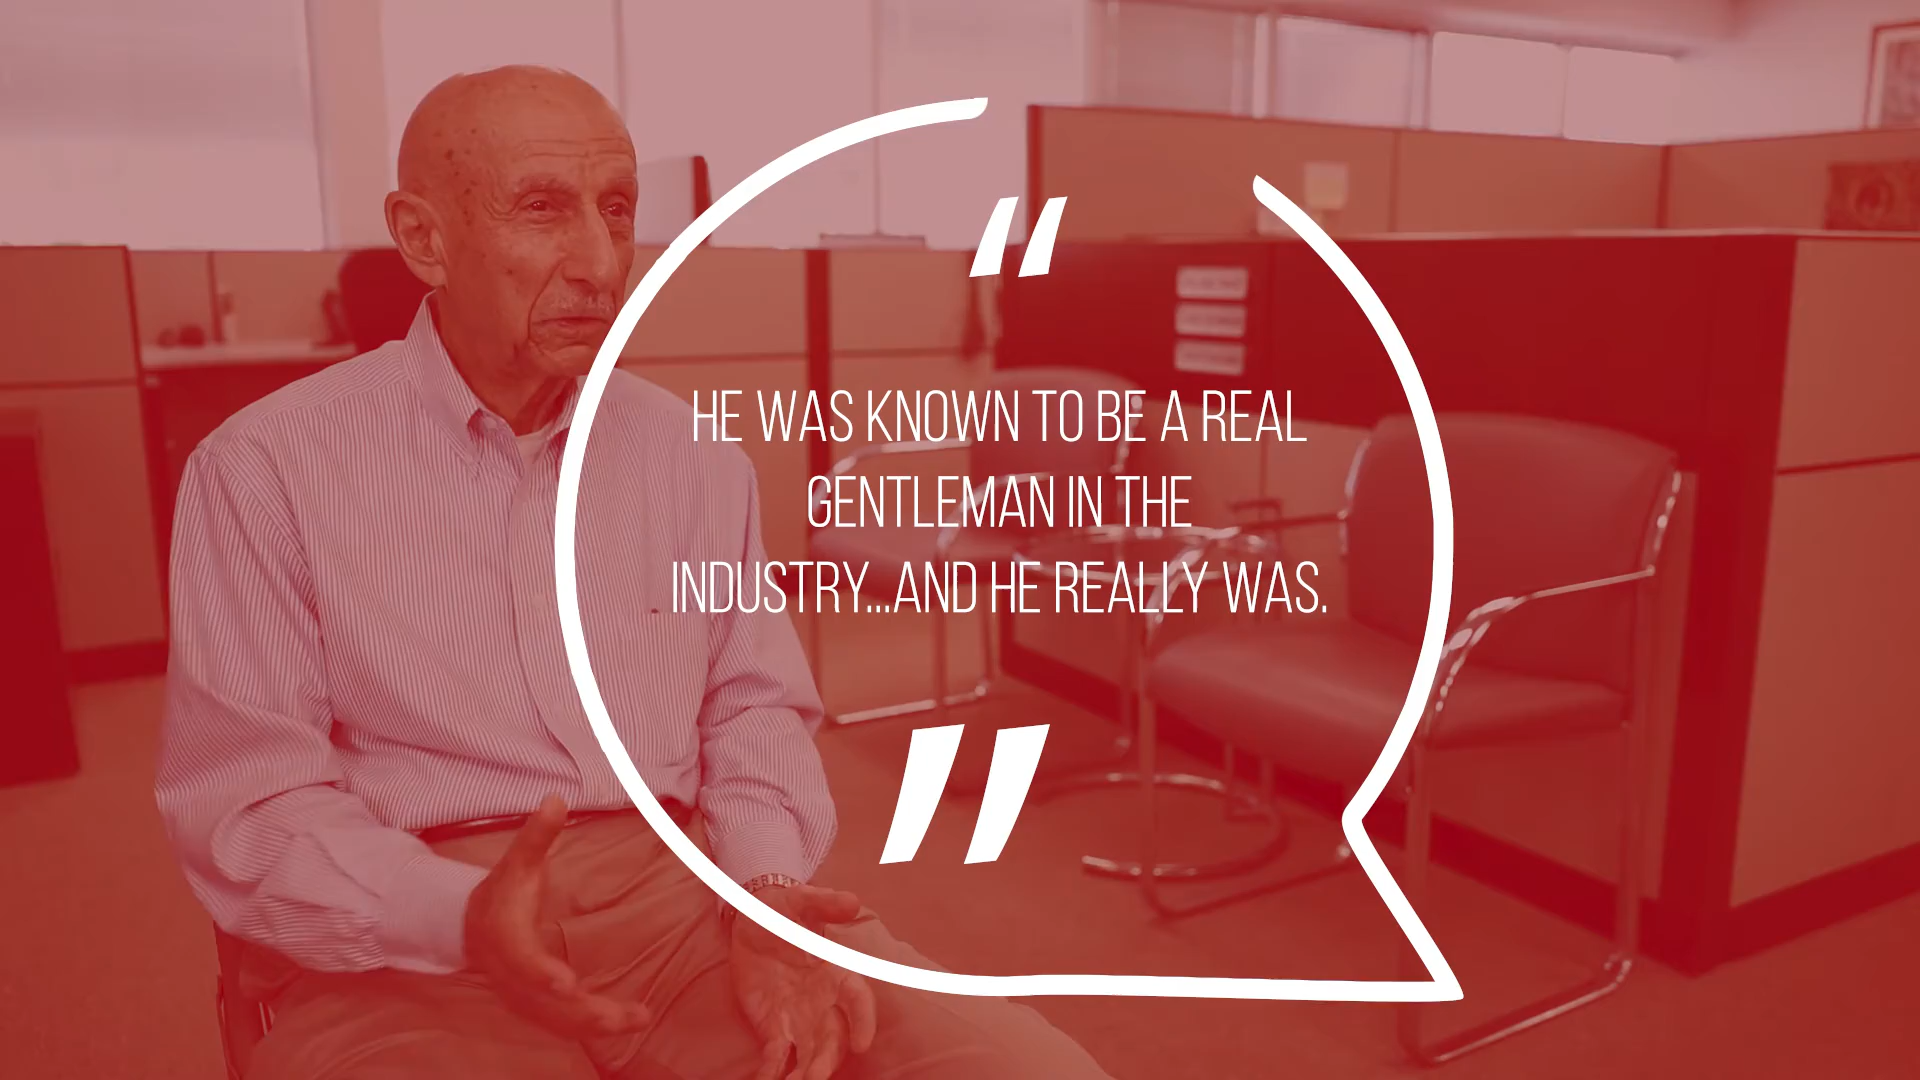 “
HE WAS KNOWN TO BE A REAL
GENTLEMAN IN THE
INDUSTRY...AND HE REALLY WAS.
”